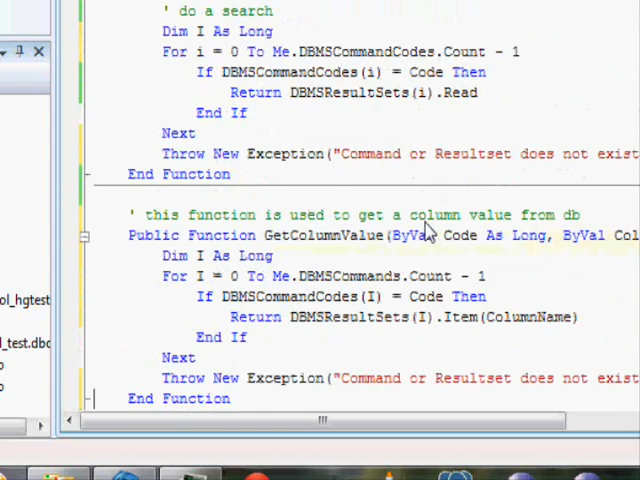 ' do a search
Dim I As Long
For i = 0 To Me.DBMSCommandCodes.Count - 1
If DBMSCommandCodes(i) = Code Then
Return DBMSResultSets(i).Read
End If
Next
Throw New Exception("Command or Resultset does not exist
End Function
' this function is used to get a column value from db
Public Function GetColumnValue(ByVal Code As Long, ByVal Col
Dim I As Long
For I = 0 To Me.DBMSCommands.Count - 1
If DBMSCommandCodes(I) = Code Then
Return DBMSResultSets(I).Item(ColumnName)
End If
Next
Throw New Exception("Command or Resultset does not exist
End Function
ol_hgtest
l_test.dbo